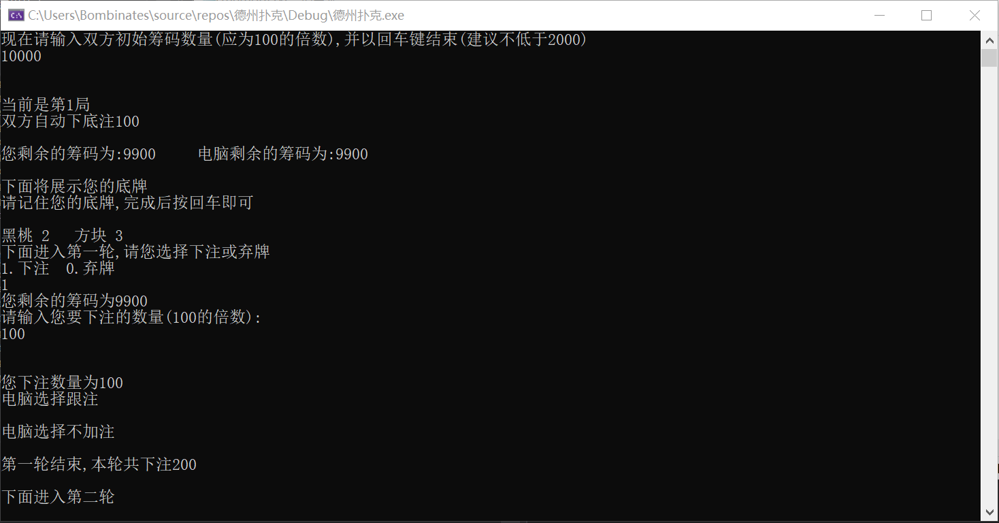 C:\Users\Bombinates\source\repos\德州扑克\Debug\德州扑克.exe
现在请输入双方初始筹码数量(应为100的倍数),并以回车键结束(建议不低于2000)
10000
当前是第1局
双方自动下底注100
您剩余的筹码为:9900     电脑剩余的筹码为:9900
下面将展示您的底牌
请记住您的底牌,完成后按回车即可
黑桃 2   方块 3
下面进入第一轮,请您选择下注或弃牌
1.下注  0.弃牌
1
您剩余的筹码为9900
请输入您要下注的数量(100的倍数):
100
您下注数量为100
电脑选择跟注
电脑选择不加注
第一轮结束,本轮共下注200
下面进入第二轮